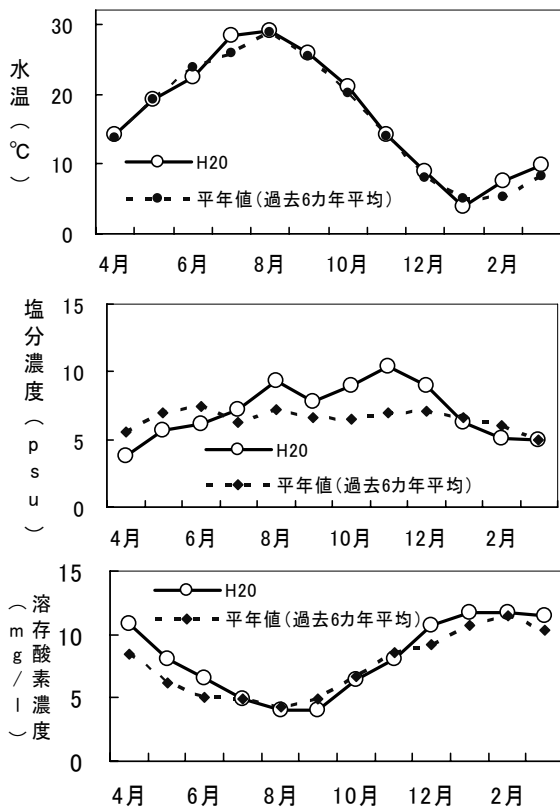 水温(℃)
30
20
10
0
H20
平年値(過去6カ年平均)
4月 6月 8月 10月 12月 2月
塩分濃度(psu)
15
10
5
0
H20
平年値(過去6カ年平均)
4月 6月 8月 10月 12月 2月
溶存酸素濃度
(mg/l)
15
10
5
0
H20
平年値(過去6カ年平均)
4月 6月 8月 10月 12月 2月